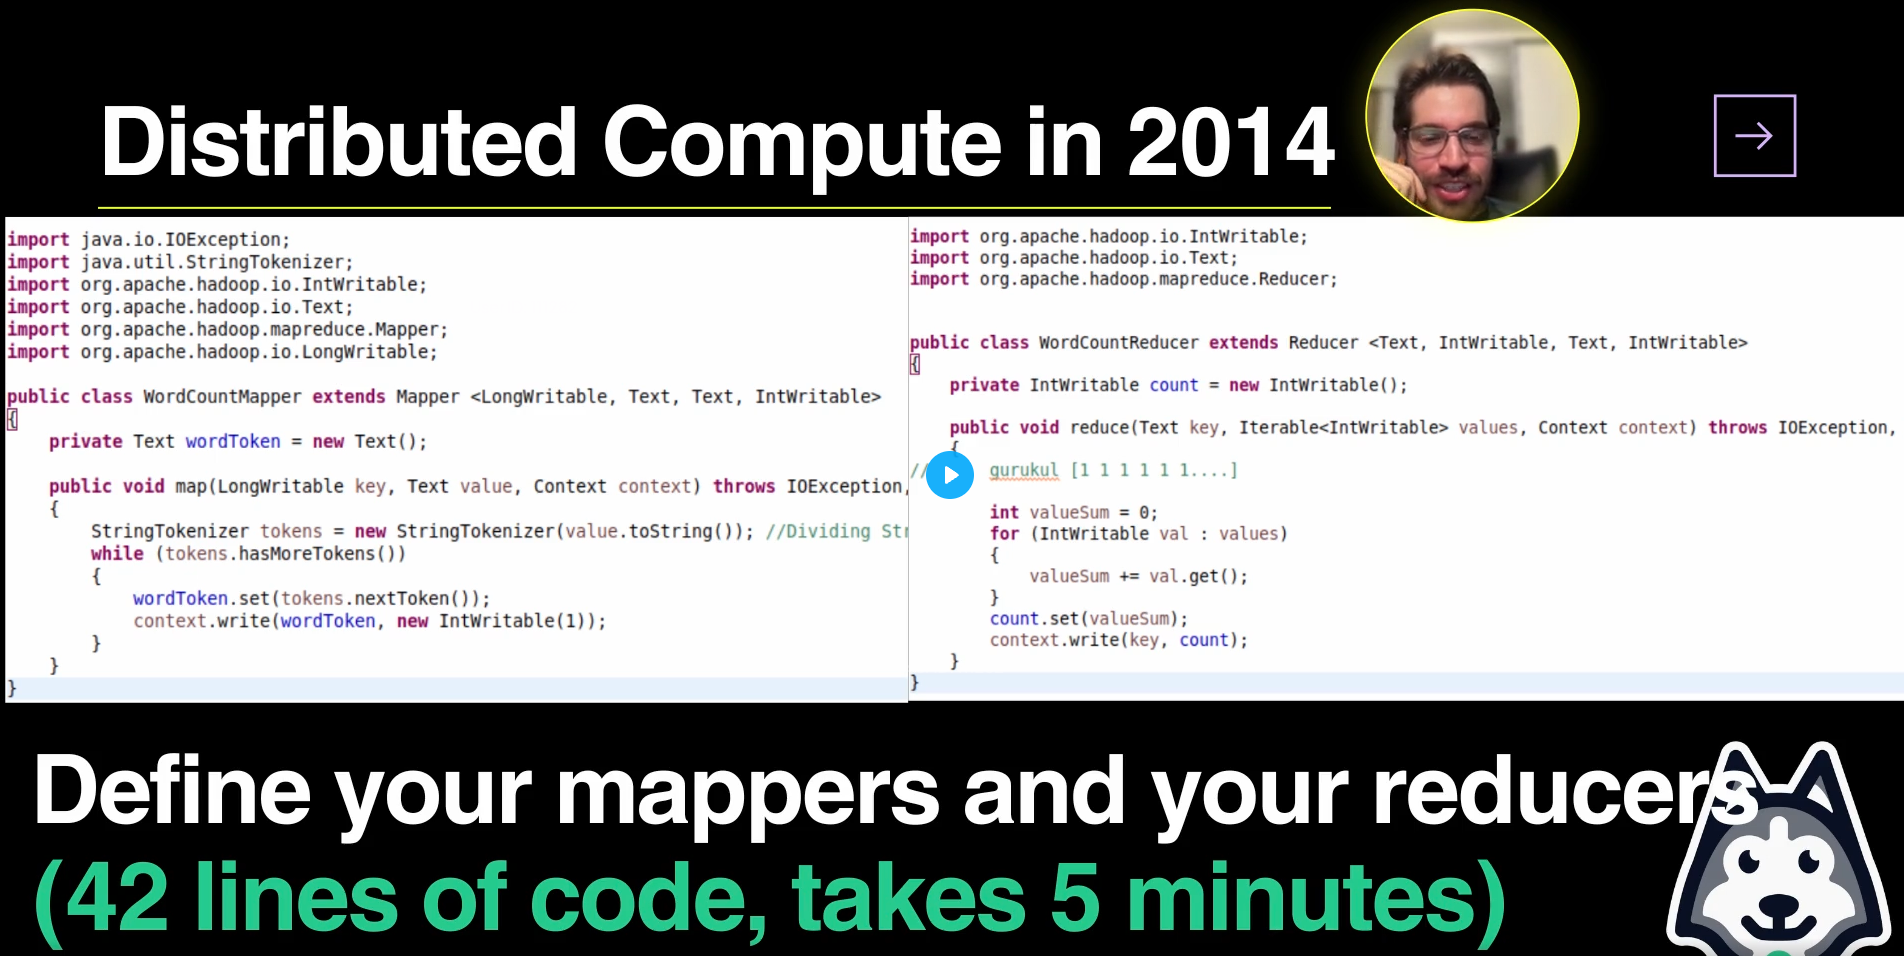 Distributed Compute in 2014
import java.io.IOException;
import java.util.StringTokenizer;
import org.apache.hadoop.io.IntWritable;
import org.apache.hadoop.io.Text;
import org.apache.hadoop.mapreduce.Mapper;
import org.apache.hadoop.io.LongWritable;
public class WordCountMapper extends Mapper <LongWritable, Text, Text, IntWritable>
{
private Text wordToken = new Text();
public void map(LongWritable key, Text value, Context context) throws IOException,
{
StringTokenizer tokens = new StringTokenizer(value.toString()); //Dividing Str
while (tokens.hasMoreTokens())
{
wordToken.set(tokens.nextToken());
context.write(wordToken, new IntWritable(1));
}
}
}
import org.apache.hadoop.io.IntWritable;
import org.apache.hadoop.io.Text;
import org.apache.hadoop.mapreduce.Reducer;
public class WordCountReducer extends Reducer <Text, IntWritable, Text, IntWritable>
{
private IntWritable count = new IntWritable();
public void reduce(Text key, Iterable<IntWritable> values, Context context) throws IOException,
{
// gurukul [1 1 1 1 1 1....]
int valueSum = 0;
for (IntWritable val : values)
{
valueSum += val.get();
}
count.set(valueSum);
context.write(key, count);
}
}
Define your mappers and your reducers
(42 lines of code, takes 5 minutes)